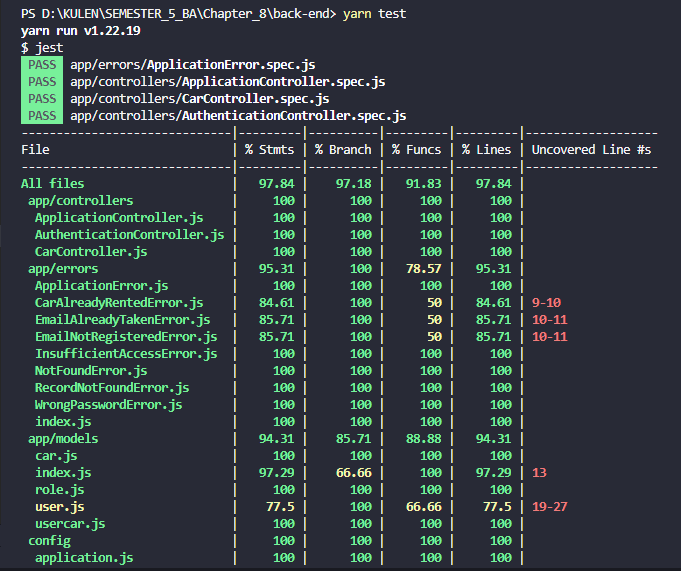 PS D:\KULEN\SEMESTER_5_BA\Chapter_8\back-end> yarn test
yarn run v1.22.19
$ jest
PASS app/errors/ApplicationError.spec.js
PASS app/controllers/ApplicationController.spec.js
PASS app/controllers/CarController.spec.js
PASS app/controllers/AuthenticationController.spec.js
----------------------------|---------|----------|---------|---------|-------------------
File                        | % Stmts | % Branch | % Funcs | % Lines | Uncovered Line #s
----------------------------|---------|----------|---------|---------|-------------------
All files                   |   97.84 |    97.18 |   91.83 |   97.84 |
 app/controllers            |     100 |      100 |     100 |     100 |
  ApplicationController.js  |     100 |      100 |     100 |     100 |
  AuthenticationController.js |     100 |      100 |     100 |     100 |
  CarController.js          |     100 |      100 |     100 |     100 |
 app/errors                 |   95.31 |      100 |   78.57 |   95.31 |
  ApplicationError.js       |     100 |      100 |     100 |     100 |
  CarAlreadyRentedError.js  |   84.61 |      100 |      50 |   84.61 | 9-10
  EmailAlreadyTakenError.js |   85.71 |      100 |      50 |   85.71 | 10-11
  EmailNotRegisteredError.js |   85.71 |      100 |      50 |   85.71 | 10-11
  InsufficientAccessError.js |     100 |      100 |     100 |     100 |
  NotFoundError.js          |     100 |      100 |     100 |     100 |
  RecordNotFoundError.js    |     100 |      100 |     100 |     100 |
  WrongPasswordError.js     |     100 |      100 |     100 |     100 |
  index.js                  |     100 |      100 |     100 |     100 |
 app/models                 |   94.31 |    85.71 |   88.88 |   94.31 |
  car.js                    |     100 |      100 |     100 |     100 |
  index.js                  |   97.29 |    66.66 |     100 |   97.29 | 13
  role.js                   |     100 |      100 |     100 |     100 |
  user.js                   |    77.5 |      100 |   66.66 |    77.5 | 19-27
  usercar.js                |     100 |      100 |     100 |     100 |
 config                     |     100 |      100 |     100 |     100 |
  application.js            |     100 |      100 |     100 |     100 |